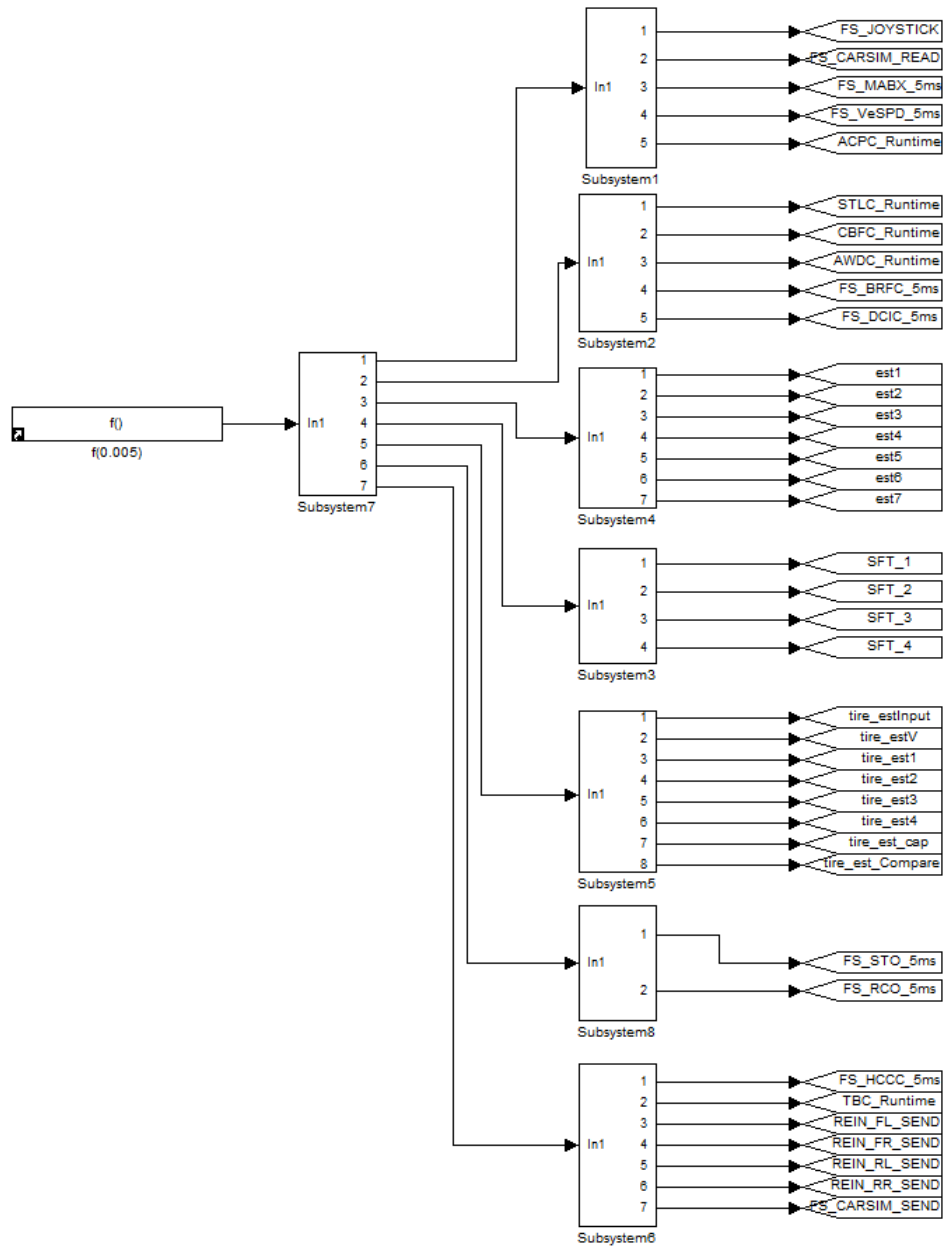 f()
f(0.005)
In1
1
2
3
4
5
6
7
Subsystem7
In1
1
2
3
4
5
Subsystem1
FS_JOYSTICK
FS_CARSIM_READ
FS_MABX_5ms
FS_VeSPD_5ms
ACPC_Runtime
In1
1
2
3
4
5
Subsystem2
STLC_Runtime
CBFC_Runtime
AWDC_Runtime
FS_BRFC_5ms
FS_DCIC_5ms
In1
1
2
3
4
5
6
7
Subsystem4
est1
est2
est3
est4
est5
est6
est7
In1
1
2
3
4
Subsystem3
SFT_1
SFT_2
SFT_3
SFT_4
In1
1
2
3
4
5
6
7
8
Subsystem5
tire_estInput
tire_estV
tire_est1
tire_est2
tire_est3
tire_est4
tire_est_cap
tire_est_Compare
In1
1
2
Subsystem8
FS_STO_5ms
FS_RCO_5ms
In1
1
2
3
4
5
6
7
Subsystem6
FS_HCCC_5ms
TBC_Runtime
REIN_FL_SEND
REIN_FR_SEND
REIN_RL_SEND
REIN_RR_SEND
FS_CARSIM_SEND